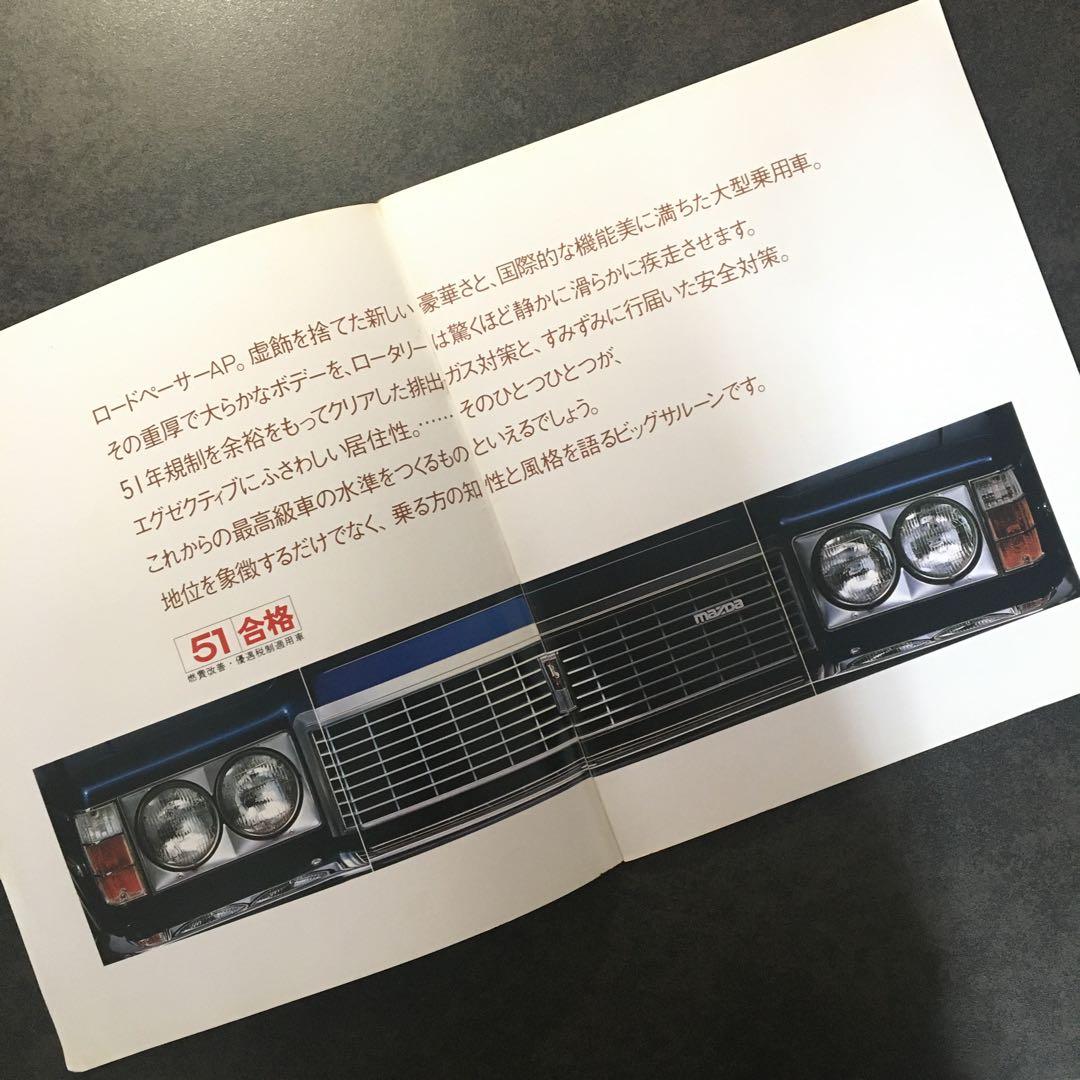 ロードペーサーAP。虚飾を捨てた新しい豪華さと、国際的な機能美に満ちた大型乗用車。
その重厚で大らかなボデーを、ロータリーは驚くほど静かに滑らかに疾走させます。
51年規制を余裕をもってクリアした排出ガス対策と、すみずみに行届いた安全対策。
エグゼクティブにふさわしい居住性。……そのひとつひとつが、
これからの最高級車の水準をつくるものといえるでしょう。
地位を象徴するだけでなく、乗る方の知性と風格を語るビッグサルーンです。
51合格
燃費改善・優遇税制適用車
mazda